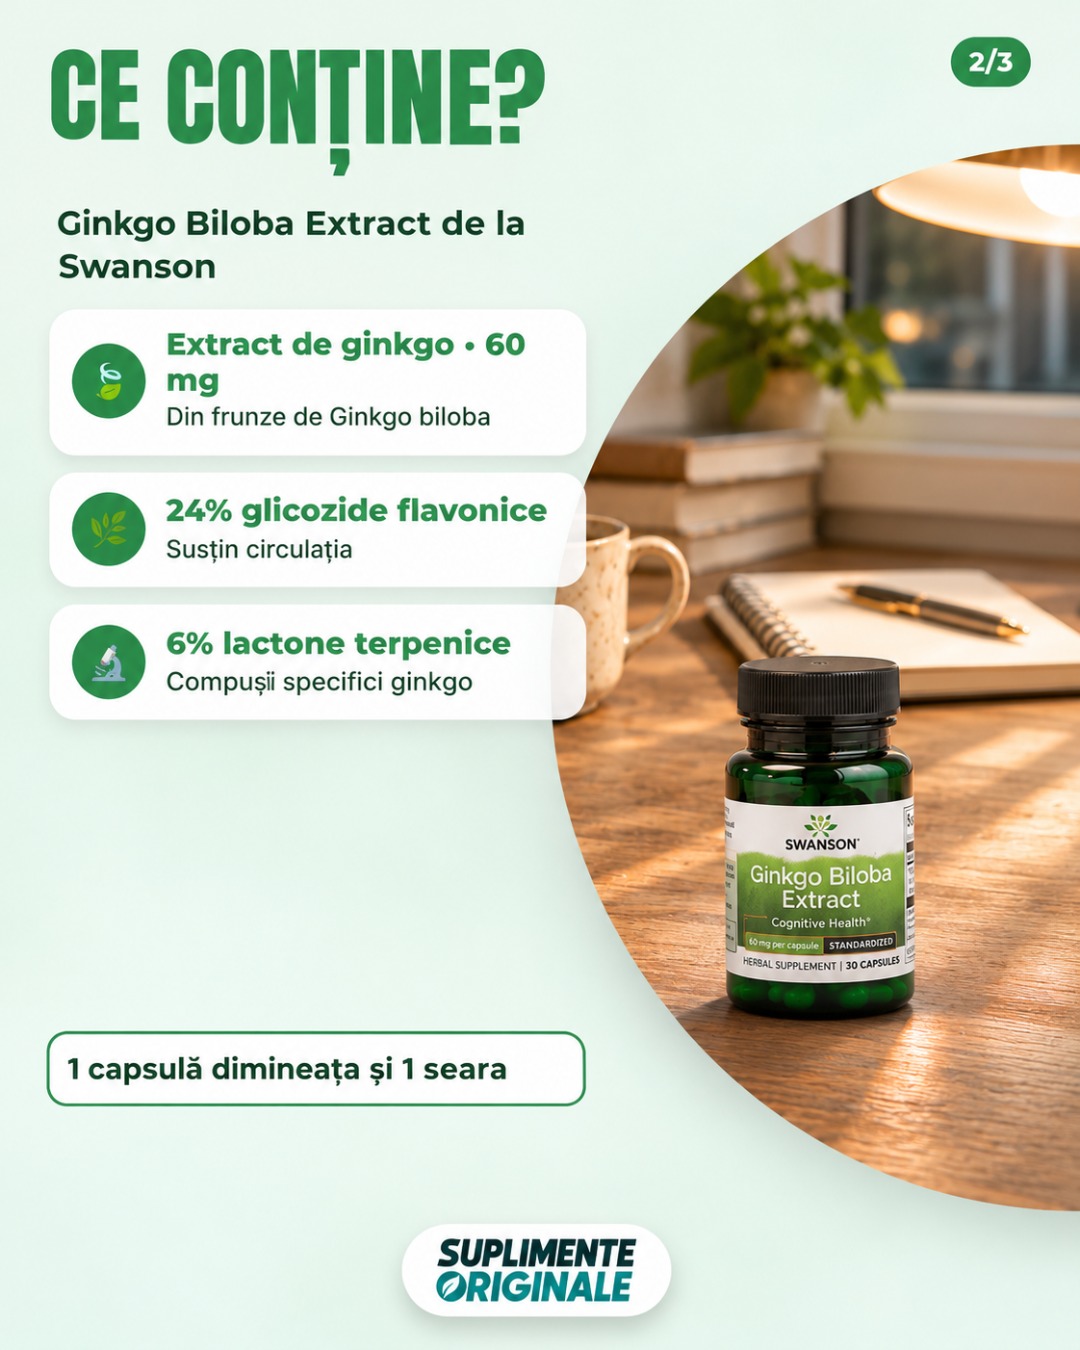 CE CONȚINE?
2/3
Ginkgo Biloba Extract de la
Swanson
Extract de ginkgo • 60
mg
Din frunze de Ginkgo biloba
24% glicozide flavonice
Susțin circulația
6% lactone terpenice
Compușii specifici ginkgo
SWANSON
Ginkgo Biloba
Extract
Cognitive Health®
60 mg per capsule STANDARDIZED
HERBAL SUPPLEMENT | 30 CAPSULES
1 capsulă dimineața și 1 seara
SUPLIMENTE
ORIGINALE